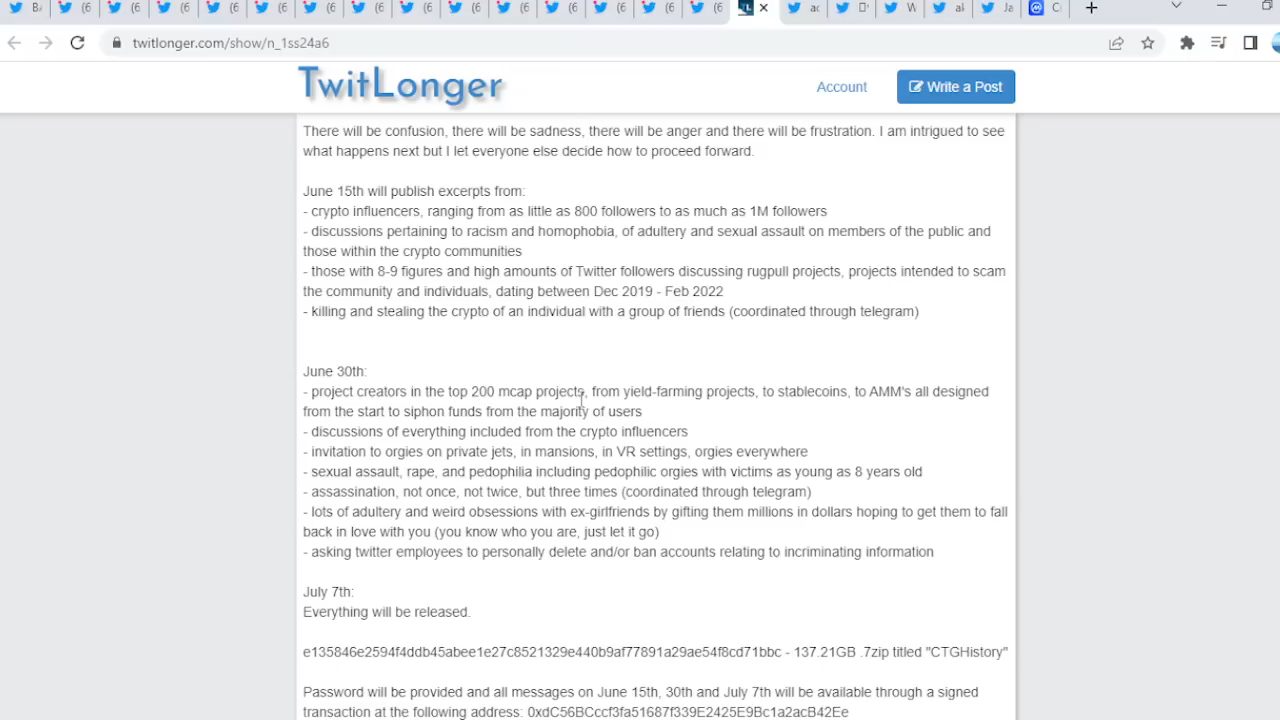 (6
(6
(6
(6
(6
(6
(6
(6
(6
(6
(6
(6
(6
TL
W
twitlonger.com/show/n_1ss24a6
TwitLonger
Account
Write a Post
There will be confusion, there will be sadness, there will be anger and there will be frustration. I am intrigued to see
what happens next but I let everyone else decide how to proceed forward.
June 15th will publish excerpts from:
- crypto influencers, ranging from as little as 800 followers to as much as 1M followers
- discussions pertaining to racism and homophobia, of adultery and sexual assault on members of the public and
those within the crypto communities
- those with 8-9 figures and high amounts of Twitter followers discussing rugpull projects, projects intended to scam
the community and individuals, dating between Dec 2019 - Feb 2022
- killing and stealing the crypto of an individual with a group of friends (coordinated through telegram)
June 30th:
- project creators in the top 200 mcap projects, from yield-farming projects, to stablecoins, to AMM's all designed
from the start to siphon funds from the majority of users
- discussions of everything included from the crypto influencers
- invitation to orgies on private jets, in mansions, in VR settings, orgies everywhere
- sexual assault, rape, and pedophilia including pedophilic orgies with victims as young as 8 years old
- assassination, not once, not twice, but three times (coordinated through telegram)
- lots of adultery and weird obsessions with ex-girlfriends by gifting them millions in dollars hoping to get them to fall
back in love with you (you know who you are, just let it go)
- asking twitter employees to personally delete and/or ban accounts relating to incriminating information
July 7th:
Everything will be released.
e135846e2594f4ddb45abee1e27c8521329e440b9af77891a29ae54f8cd71bbc - 137.21GB .7zip titled "CTGHistory"
Password will be provided and all messages on June 15th, 30th and July 7th will be available through a signed
transaction at the following address: 0xdC56BCccf3fa51687f339E2425E9Bc1a2acB42Ee